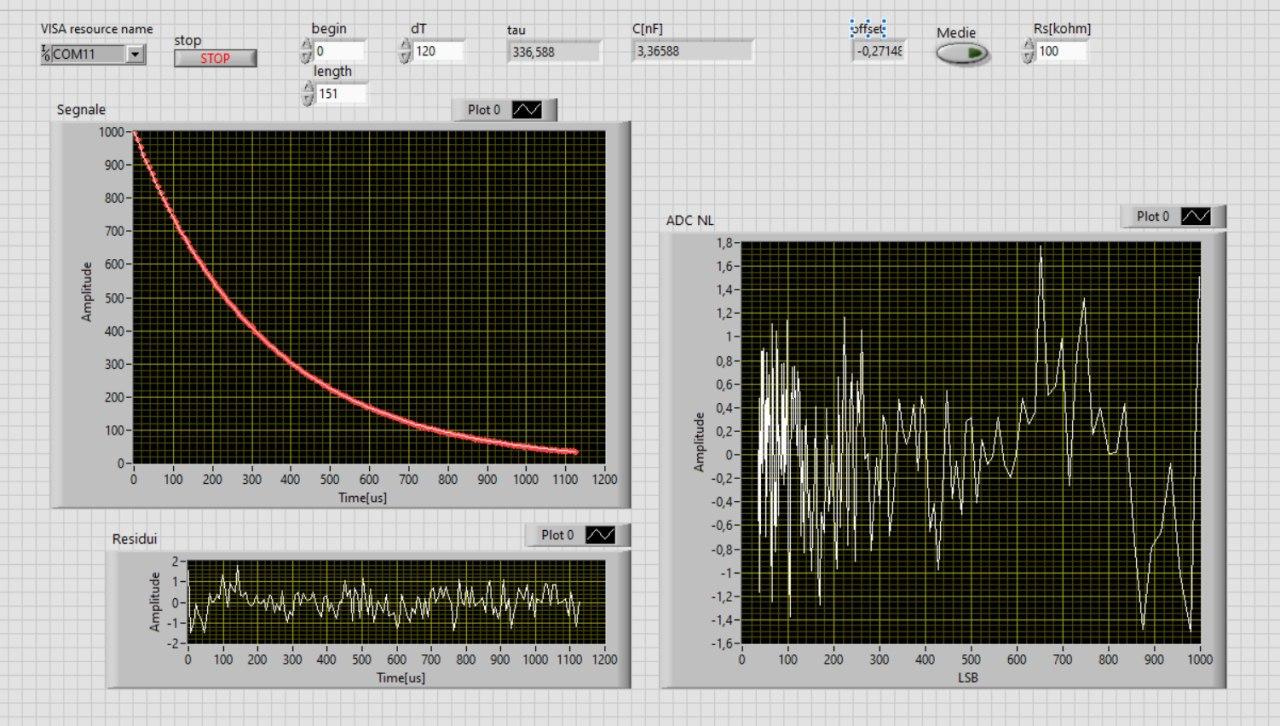 VISA resource name
COM11
stop
STOP
begin
0
length
151
dT
120
tau
336,588
C[nF]
3,36588
offset
-0,27148
Medie
Rs[kohm]
100
Segnale
Plot 0
1000
900
800
700
600
500
400
300
200
100
0
Amplitude
0 100 200 300 400 500 600 700 800 900 1000 1100 1200
Time[us]
Residui
Plot 0
2
1
0
-1
-2
Amplitude
0 100 200 300 400 500 600 700 800 900 1000 1100 1200
Time[us]
ADC NL
Plot 0
1,8
1,6
1,4
1,2
1
0,8
0,6
0,4
0,2
0
-0,2
-0,4
-0,6
-0,8
-1
-1,2
-1,4
-1,6
Amplitude
0 100 200 300 400 500 600 700 800 900 1000
LSB